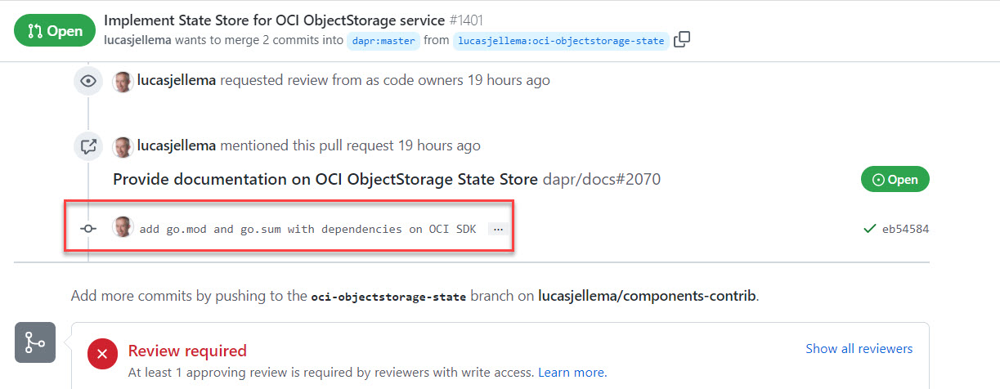 Open
Implement State Store for OCI ObjectStorage service #1401
lucasjellema wants to merge 2 commits into dapr:master from lucasjellema:oci-objectstorage-state
lucasjellema requested review from as code owners 19 hours ago
lucasjellema mentioned this pull request 19 hours ago
Provide documentation on OCI ObjectStorage State Store dapr/docs#2070
Open
add go.mod and go.sum with dependencies on OCI SDK ...
eb54584
Add more commits by pushing to the oci-objectstorage-state branch on lucasjellema/components-contrib.
Review required
Show all reviewers
At least 1 approving review is required by reviewers with write access. Learn more.